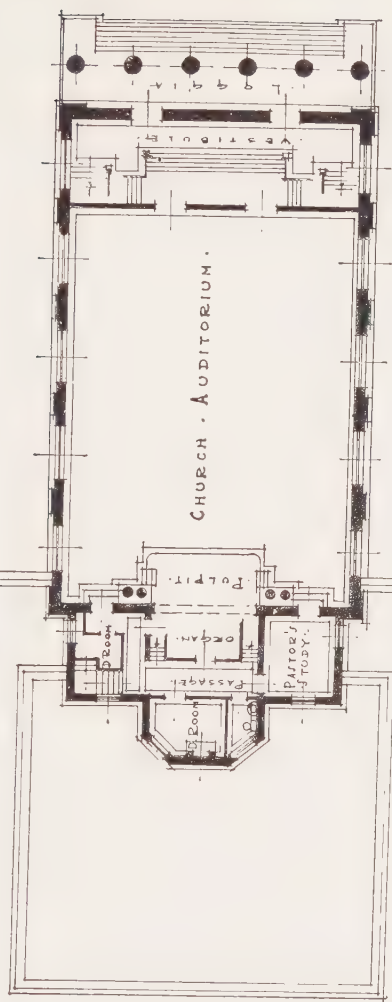 LOGGIA
VESTIBULE
CHURCH · AUDITORIUM ·
PULPIT ·
ORGAN ·
D. ROOM
PASSAGE ·
PASTOR'S
STUDY ·
D. ROOM